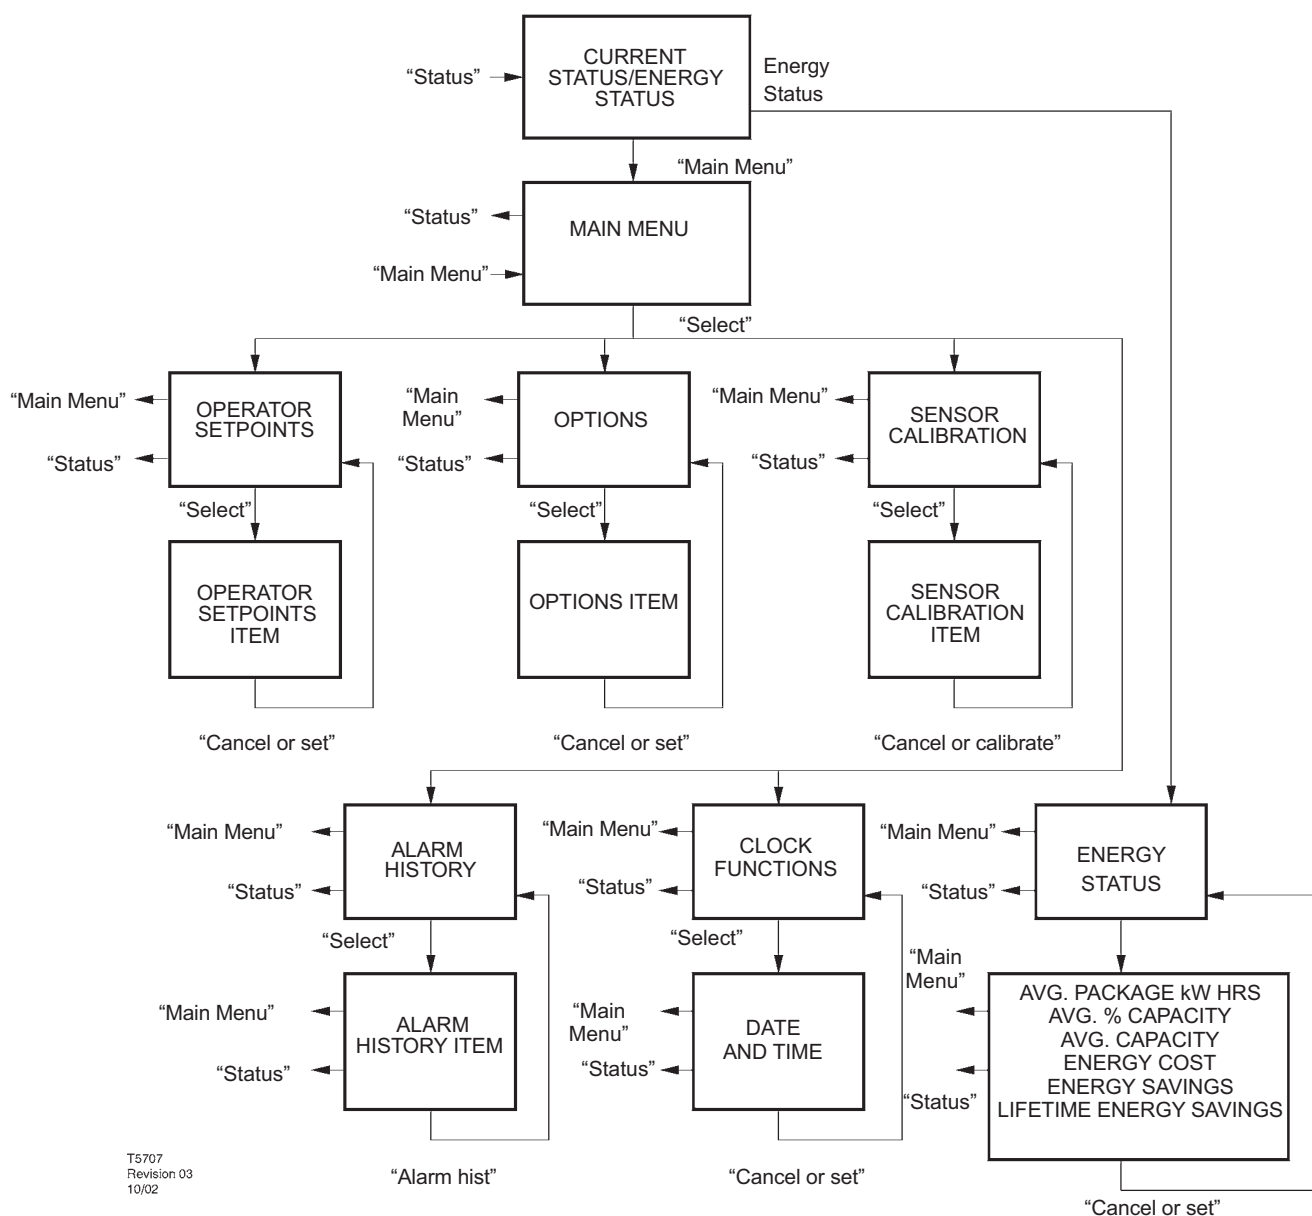 CURRENT
STATUS/ENERGY
STATUS
“Status”
Energy
Status
“Main Menu”
“Status”
MAIN MENU
“Main Menu”
“Select”
“Main Menu”
OPERATOR
SETPOINTS
“Status”
“Select”
OPERATOR
SETPOINTS
ITEM
“Cancel or set”
“Main
Menu”
OPTIONS
“Status”
“Select”
OPTIONS ITEM
“Cancel or set”
“Main Menu”
SENSOR
CALIBRATION
“Status”
“Select”
SENSOR
CALIBRATION
ITEM
“Cancel or calibrate”
“Main Menu”
ALARM
HISTORY
“Status”
“Select”
“Main Menu”
ALARM
HISTORY ITEM
“Status”
“Alarm hist”
“Main Menu”
CLOCK
FUNCTIONS
“Status”
“Select”
“Main
Menu”
DATE
AND TIME
“Status”
“Cancel or set”
“Main Menu”
ENERGY
STATUS
“Status”
“Main
Menu”
AVG. PACKAGE kW HRS
AVG. % CAPACITY
AVG. CAPACITY
ENERGY COST
ENERGY SAVINGS
LIFETIME ENERGY SAVINGS
“Status”
“Cancel or set”
T5707
Revision 03
10/02